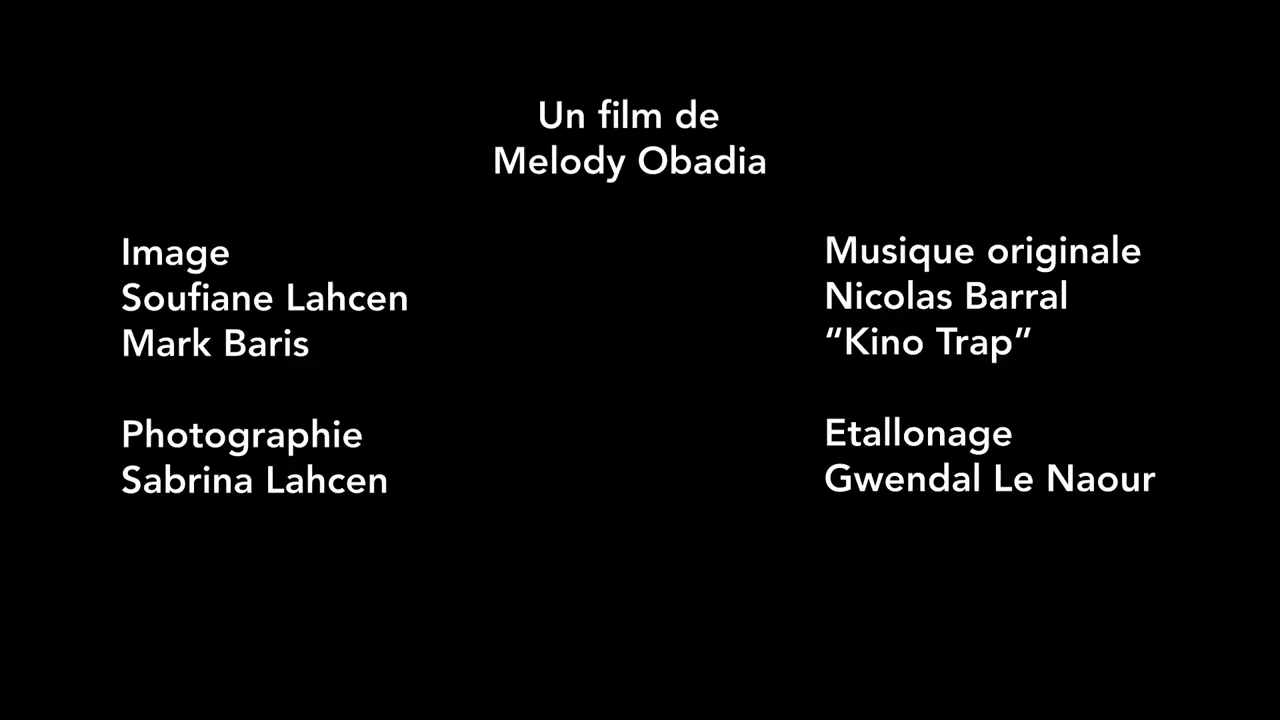 Un film de
Melody Obadia
Image
Soufiane Lahcen
Mark Baris
Photographie
Sabrina Lahcen
Musique originale
Nicolas Barral
“Kino Trap”
Etallonage
Gwendal Le Naour